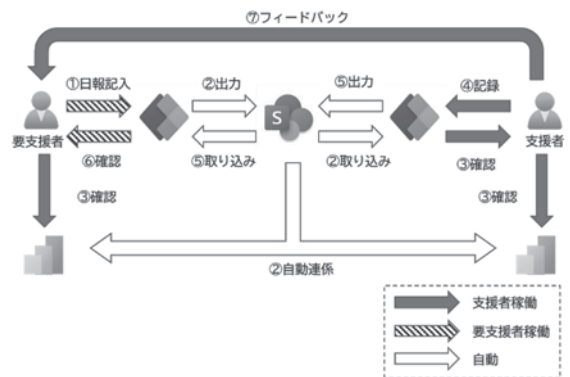 ⑦フィードバック
①日報記入
②出力
⑤出力
④記録
S
要支援者
支援者
⑥確認
⑤取り込み
②取り込み
③確認
③確認
③確認
②自動連係
支援者稼働
要支援者稼働
自動